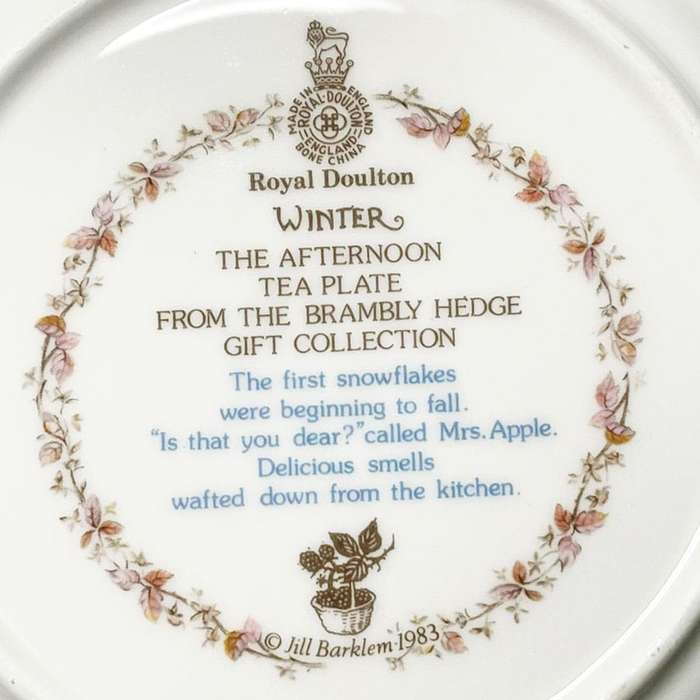 MADE IN ENGLAND
ROYAL·DOULTON
ENGLAND
BONE CHINA
Royal Doulton
WINTER
THE AFTERNOON
TEA PLATE
FROM THE BRAMBLY HEDGE
GIFT COLLECTION
The first snowflakes
were beginning to fall.
"Is that you dear?" called Mrs. Apple.
Delicious smells
wafted down from the kitchen.
© Jill Barklem 1983